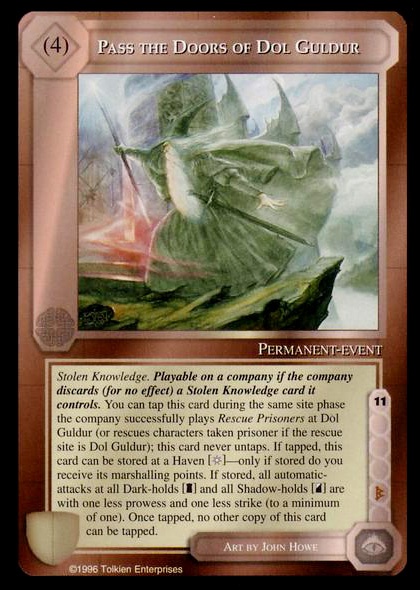 (4)
PASS THE DOORS OF DOL GULDUR
PERMANENT-EVENT
Stolen Knowledge. Playable on a company if the company
discards (for no effect) a Stolen Knowledge card it
controls. You can tap this card during the same site phase
the company successfully plays Rescue Prisoners at Dol
Guldur (or rescues characters taken prisoner if the rescue
site is Dol Guldur); this card never untaps. If tapped, this
card can be stored at a Haven []—only if stored do you
receive its marshalling points. If stored, all automatic-
attacks at all Dark-holds [] and all Shadow-holds [] are
with one less prowess and one less strike (to a minimum
of one). Once tapped, no other copy of this card
can be tapped.
11
ART BY JOHN HOWE
©1996 Tolkien Enterprises